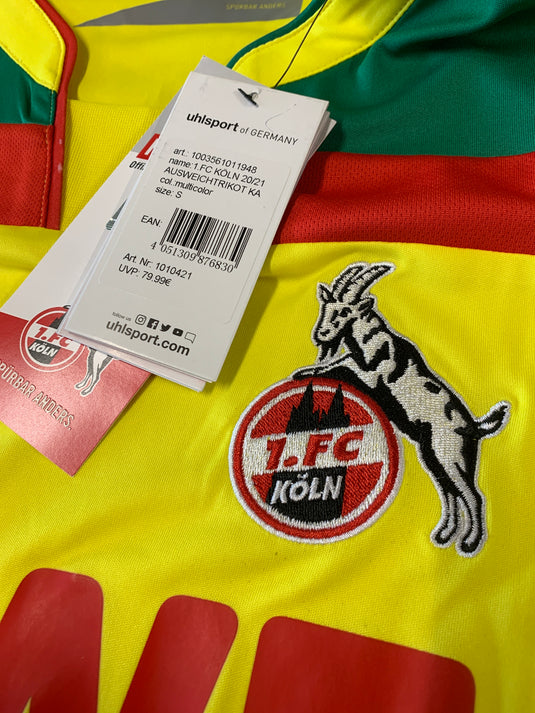 SPÜRBAR ANDERS.
uhlsport of GERMANY
art.: 1003561011948
name:1.FC KÖLN 20/21
AUSWEICHTRIKOT KA
col.:multicolor
size: S
EAN:
4 051309 876830
Art. Nr.: 1010421
UVP: 79.99€
follow us
uhlsport.com
1. FC
KÖLN
SPÜRBAR ANDERS.
1. FC
KÖLN